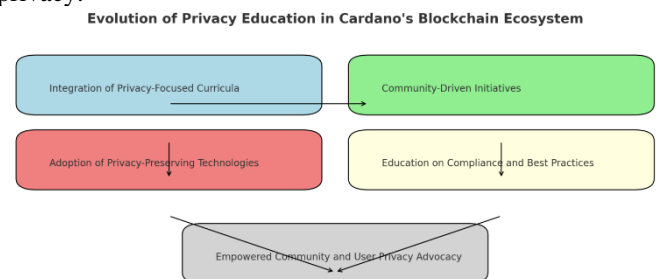 privacy.
Evolution of Privacy Education in Cardano's Blockchain Ecosystem
Integration of Privacy-Focused Curricula
Community-Driven Initiatives
Adoption of Privacy-Preserving Technologies
Education on Compliance and Best Practices
Empowered Community and User Privacy Advocacy